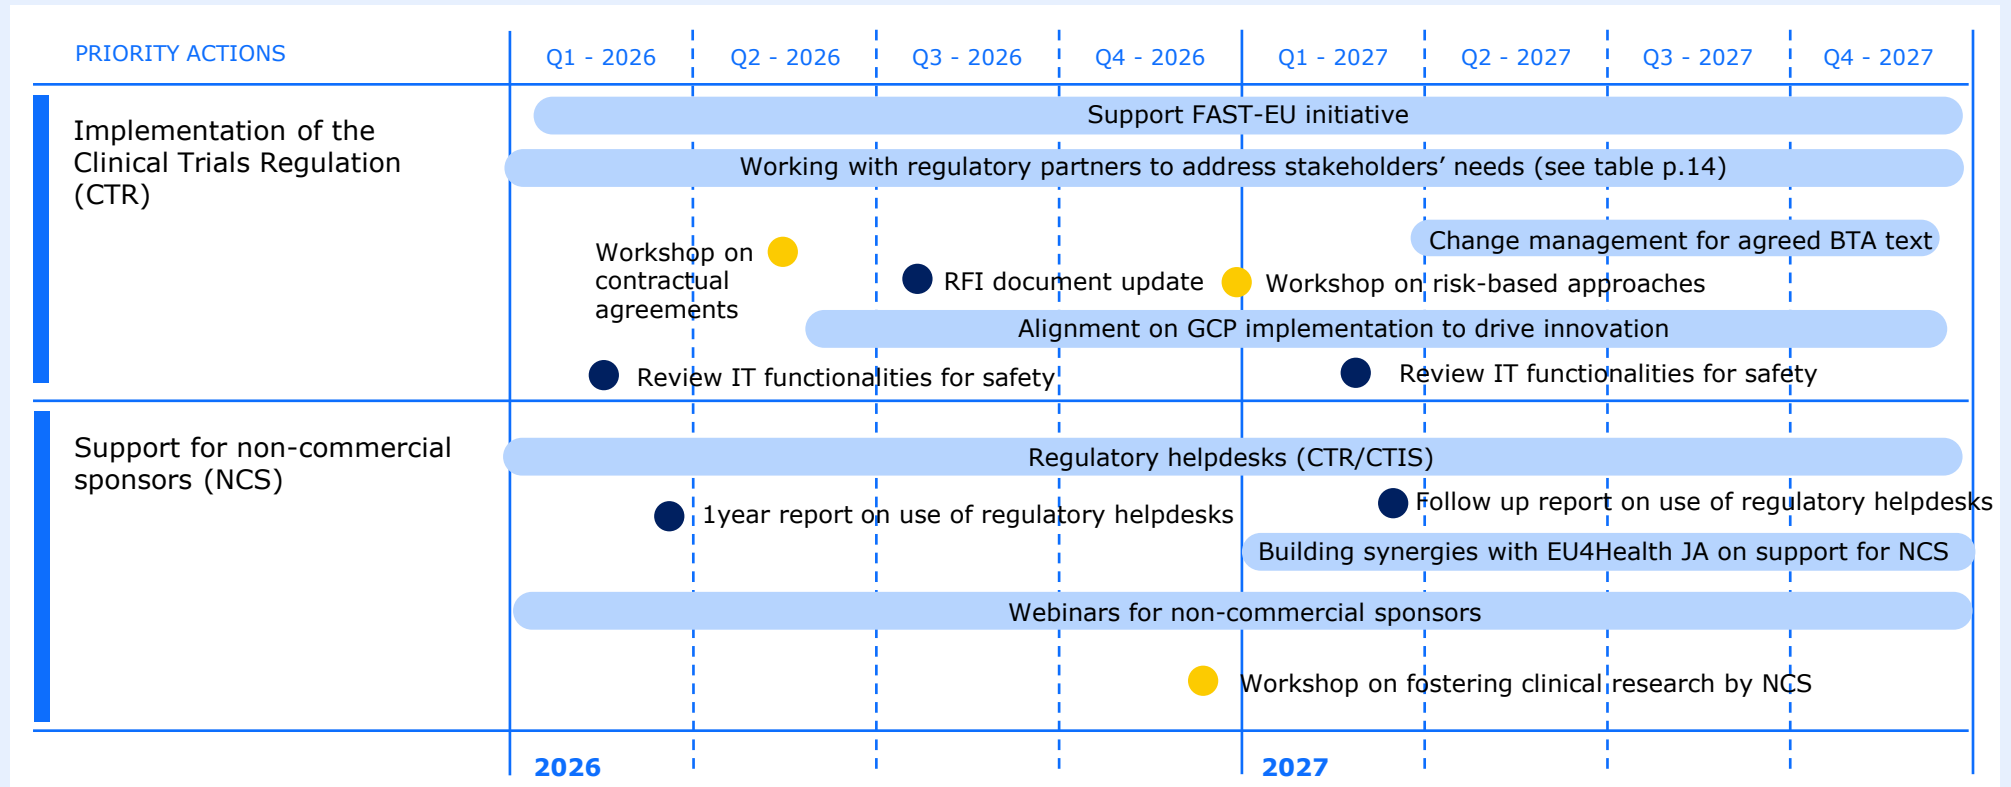 PRIORITY ACTIONS
Q1 - 2026
Q2 - 2026
Q3 - 2026
Q4 - 2026
Q1 - 2027
Q2 - 2027
Q3 - 2027
Q4 - 2027
Implementation of the
Clinical Trials Regulation
(CTR)
Support FAST-EU initiative
Working with regulatory partners to address stakeholders’ needs (see table p.14)
Change management for agreed BTA text
Workshop on
contractual
agreements
RFI document update
Workshop on risk-based approaches
Alignment on GCP implementation to drive innovation
Review IT functionalities for safety
Review IT functionalities for safety
Support for non-commercial
sponsors (NCS)
Regulatory helpdesks (CTR/CTIS)
1year report on use of regulatory helpdesks
Follow up report on use of regulatory helpdesks
Building synergies with EU4Health JA on support for NCS
Webinars for non-commercial sponsors
Workshop on fostering clinical research by NCS
2026
2027